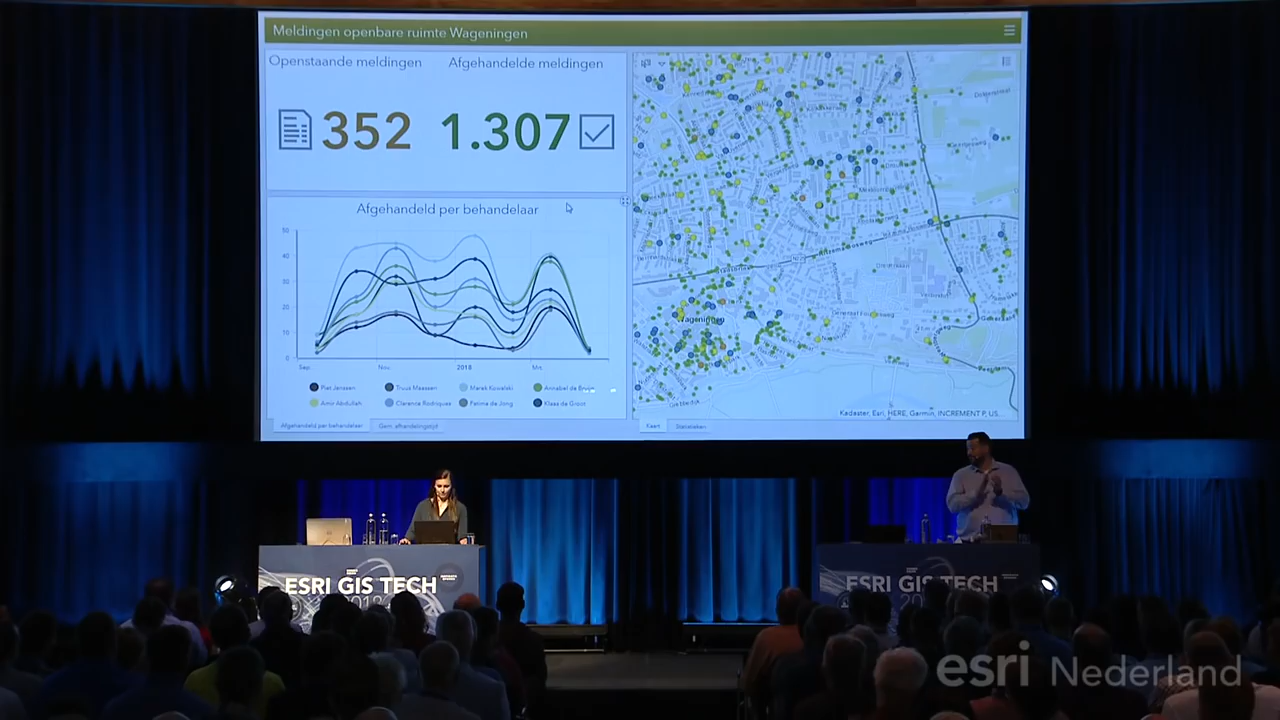 Meldingen openbare ruimte Wageningen
Openstaande meldingen
Afgehandelde meldingen
352
1.307
Afgehandeld per behandelaar
50
40
30
20
10
0
Sep.
Nov.
2018
Mrt.
Piet Janssen
Truus Maassen
Marek Kowalski
Annabel de Bruijn
Amir Abdullah
Clarence Rodriques
Fatima de Jong
Klaas de Groot
Afgehandeld per behandelaar
Gem. afhandelingstijd
Wageningen
Kadaster, Esri, HERE, Garmin, INCREMENT P, US...
Kaart
Statistieken
ESRI GIS TECH
2018
ESRI GIS TECH
esri Nederland